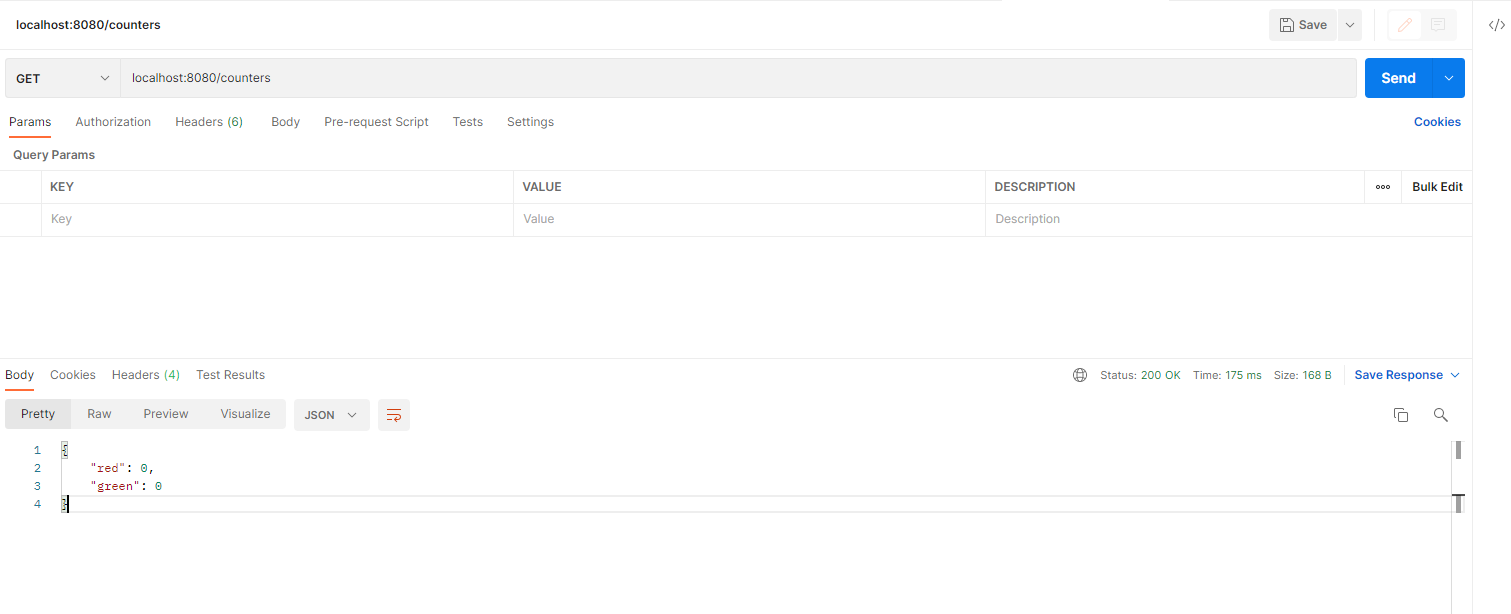 localhost:8080/counters Save </>
GET localhost:8080/counters Send
Params Authorization Headers (6) Body Pre-request Script Tests Settings Cookies
Query Params
KEY VALUE DESCRIPTION ooo Bulk Edit
Key Value Description
Body Cookies Headers (4) Test Results Status: 200 OK Time: 175 ms Size: 168 B Save Response
Pretty Raw Preview Visualize JSON
1 {
2 "red": 0,
3 "green": 0
4 }